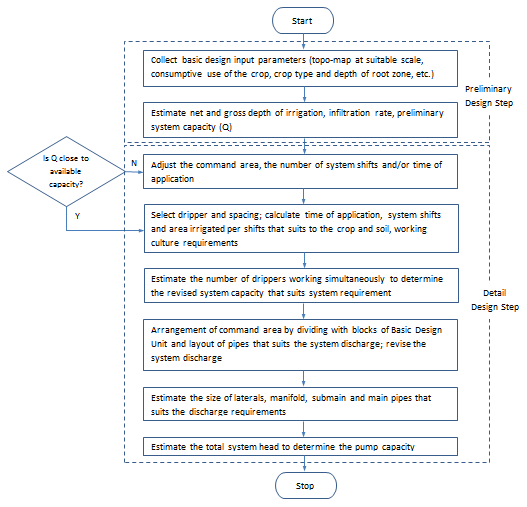 Start
Collect basic design input parameters (topo-map at suitable scale,
consumptive use of the crop, crop type and depth of root zone, etc.)
Preliminary
Design Step
Estimate net and gross depth of irrigation, infiltration rate, preliminary
system capacity (Q)
Is Q close to
available
capacity?
N
Y
Adjust the command area, the number of system shifts and/or time of
application
Select dripper and spacing; calculate time of application, system shifts
and area irrigated per shifts that suits to the crop and soil, working
culture requirements
Estimate the number of drippers working simultaneously to determine
the revised system capacity that suits system requirement
Detail
Design Step
Arrangement of command area by dividing with blocks of Basic Design
Unit and layout of pipes that suits the system discharge; revise the
system discharge
Estimate the size of laterals, manifold, submain and main pipes that
suits the discharge requirements
Estimate the total system head to determine the pump capacity
Stop